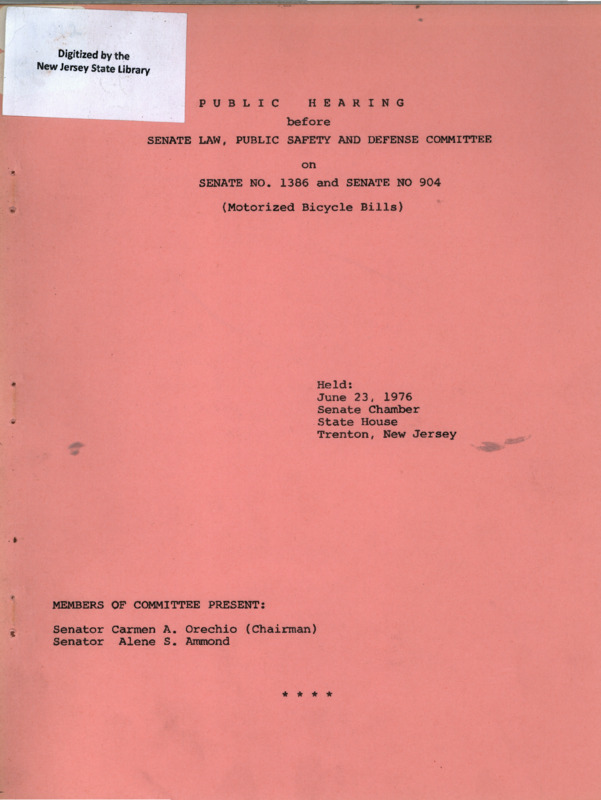 Digitized by the
New Jersey State Library
PUBLIC HEARING
before
SENATE LAW, PUBLIC SAFETY AND DEFENSE COMMITTEE
on
SENATE NO. 1386 and SENATE NO 904
(Motorized Bicycle Bills)
Held:
June 23, 1976
Senate Chamber
State House
Trenton, New Jersey
MEMBERS OF COMMITTEE PRESENT:
Senator Carmen A. Orechio (Chairman)
Senator Alene S. Ammond
* * * *